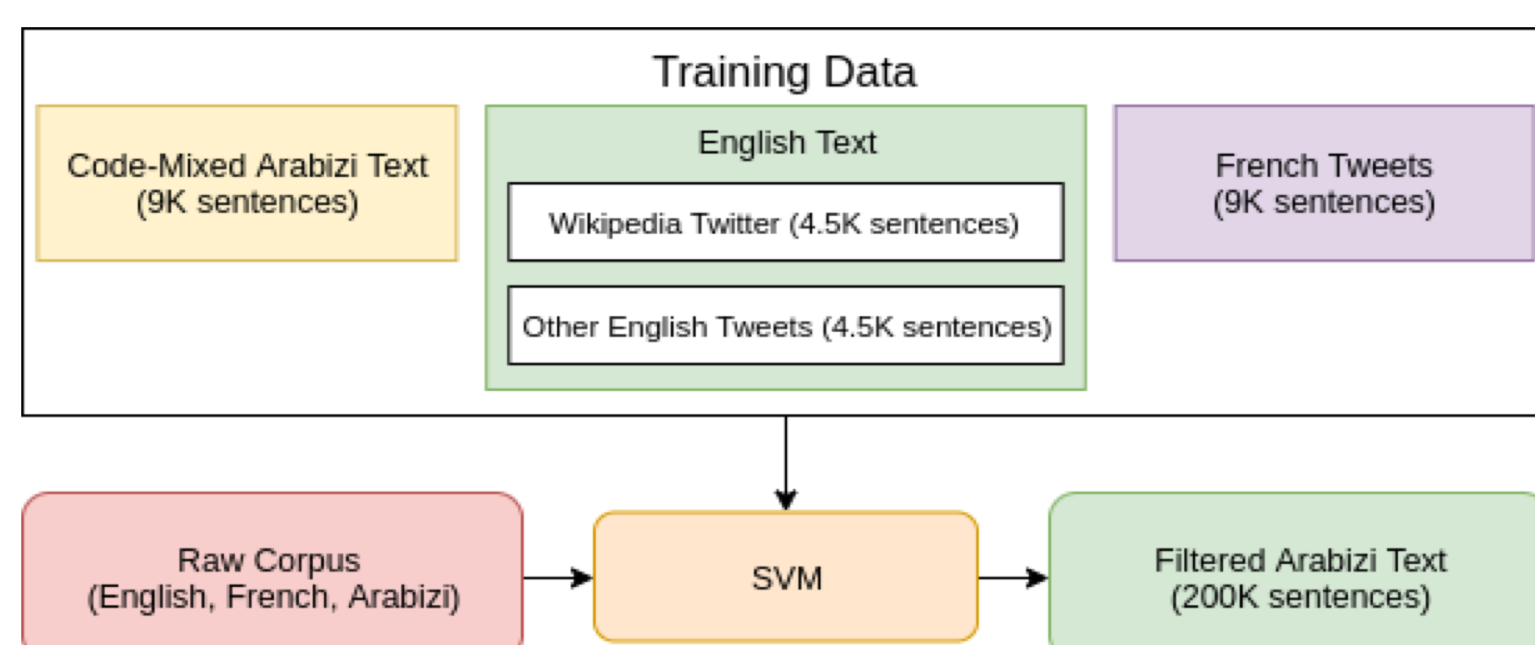 Training Data
Code-Mixed Arabizi Text
(9K sentences)
English Text
Wikipedia Twitter (4.5K sentences)
Other English Tweets (4.5K sentences)
French Tweets
(9K sentences)
Raw Corpus
(English, French, Arabizi)
SVM
Filtered Arabizi Text
(200K sentences)